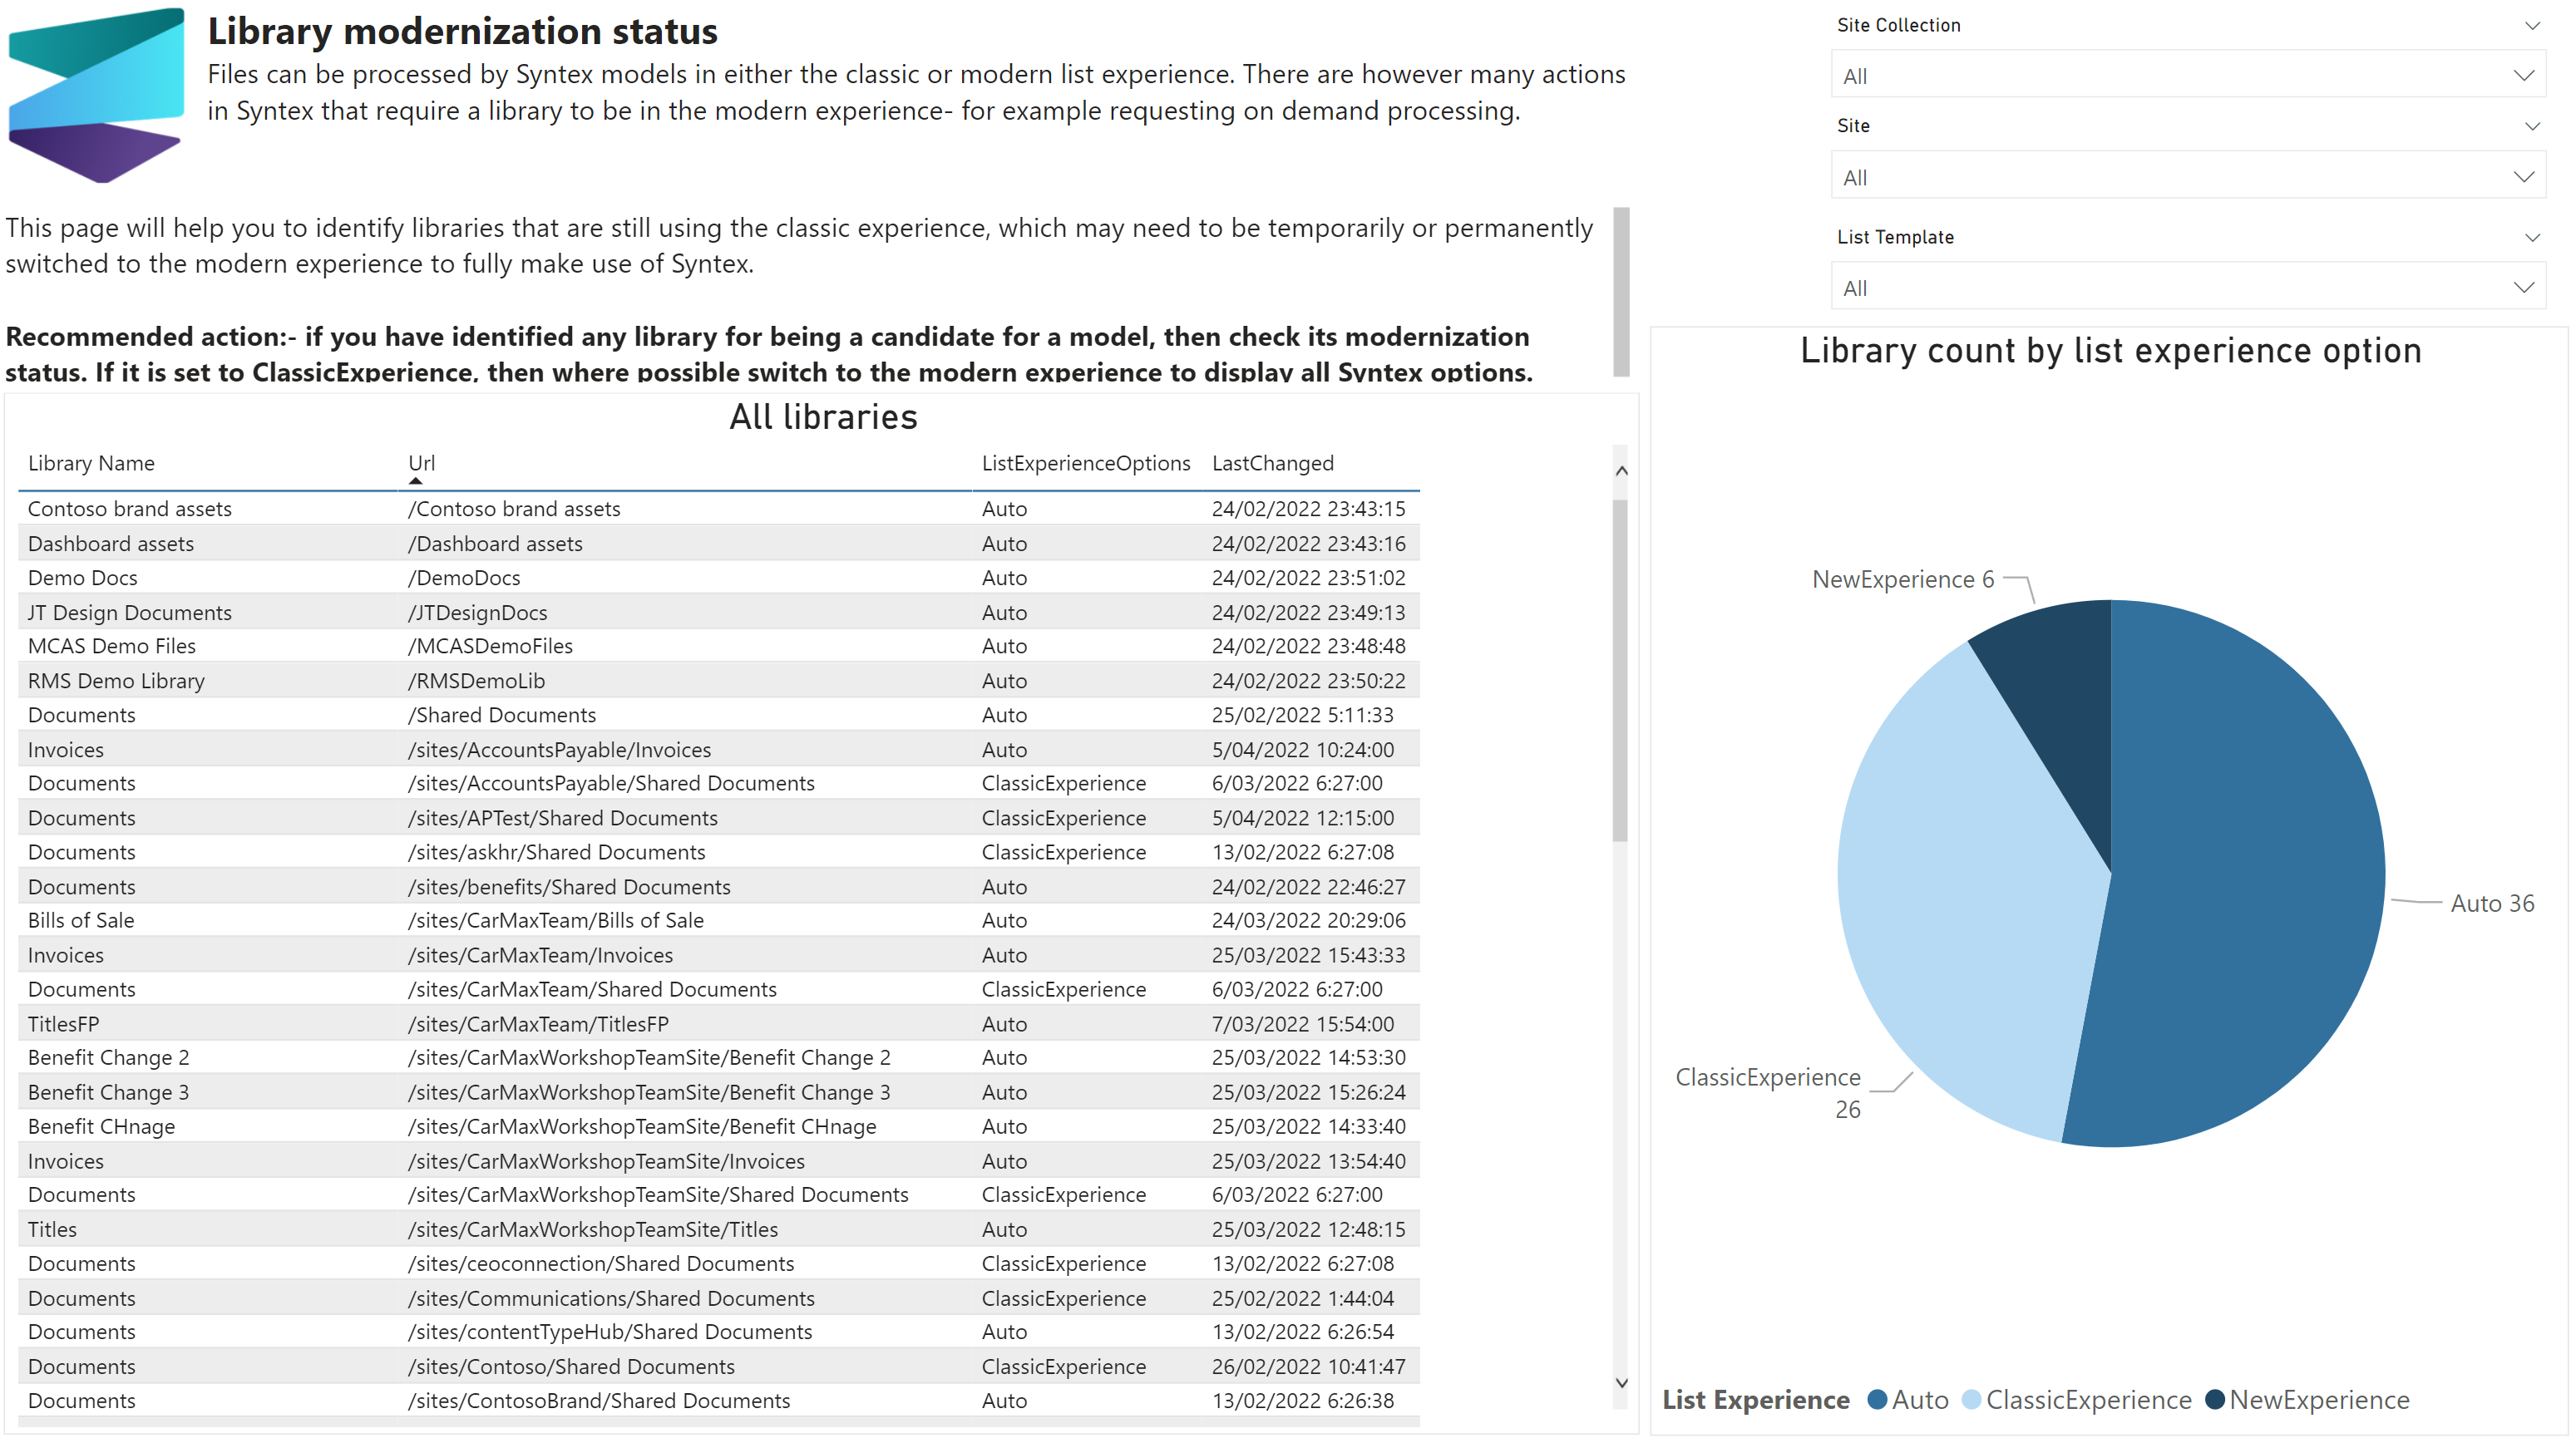 Library modernization status
Files can be processed by Syntex models in either the classic or modern list experience. There are however many actions
in Syntex that require a library to be in the modern experience- for example requesting on demand processing.
Site Collection
All
Site
All
List Template
All
This page will help you to identify libraries that are still using the classic experience, which may need to be temporarily or permanently
switched to the modern experience to fully make use of Syntex.
Recommended action:- if you have identified any library for being a candidate for a model, then check its modernization
status. If it is set to ClassicExperience, then where possible switch to the modern experience to display all Syntex options.
All libraries
Library Name Url ListExperienceOptions LastChanged
Contoso brand assets /Contoso brand assets Auto 24/02/2022 23:43:15
Dashboard assets /Dashboard assets Auto 24/02/2022 23:43:16
Demo Docs /DemoDocs Auto 24/02/2022 23:51:02
JT Design Documents /JTDesignDocs Auto 24/02/2022 23:49:13
MCAS Demo Files /MCASDemoFiles Auto 24/02/2022 23:48:48
RMS Demo Library /RMSDemoLib Auto 24/02/2022 23:50:22
Documents /Shared Documents Auto 25/02/2022 5:11:33
Invoices /sites/AccountsPayable/Invoices Auto 5/04/2022 10:24:00
Documents /sites/AccountsPayable/Shared Documents ClassicExperience 6/03/2022 6:27:00
Documents /sites/APTest/Shared Documents ClassicExperience 5/04/2022 12:15:00
Documents /sites/askhr/Shared Documents ClassicExperience 13/02/2022 6:27:08
Documents /sites/benefits/Shared Documents Auto 24/02/2022 22:46:27
Bills of Sale /sites/CarMaxTeam/Bills of Sale Auto 24/03/2022 20:29:06
Invoices /sites/CarMaxTeam/Invoices Auto 25/03/2022 15:43:33
Documents /sites/CarMaxTeam/Shared Documents ClassicExperience 6/03/2022 6:27:00
TitlesFP /sites/CarMaxTeam/TitlesFP Auto 7/03/2022 15:54:00
Benefit Change 2 /sites/CarMaxWorkshopTeamSite/Benefit Change 2 Auto 25/03/2022 14:53:30
Benefit Change 3 /sites/CarMaxWorkshopTeamSite/Benefit Change 3 Auto 25/03/2022 15:26:24
Benefit CHnage /sites/CarMaxWorkshopTeamSite/Benefit CHnage Auto 25/03/2022 14:33:40
Invoices /sites/CarMaxWorkshopTeamSite/Invoices Auto 25/03/2022 13:54:40
Documents /sites/CarMaxWorkshopTeamSite/Shared Documents ClassicExperience 6/03/2022 6:27:00
Titles /sites/CarMaxWorkshopTeamSite/Titles Auto 25/03/2022 12:48:15
Documents /sites/ceoconnection/Shared Documents ClassicExperience 13/02/2022 6:27:08
Documents /sites/Communications/Shared Documents ClassicExperience 25/02/2022 1:44:04
Documents /sites/contentTypeHub/Shared Documents Auto 13/02/2022 6:26:54
Documents /sites/Contoso/Shared Documents ClassicExperience 26/02/2022 10:41:47
Documents /sites/ContosoBrand/Shared Documents Auto 13/02/2022 6:26:38
Library count by list experience option
NewExperience 6
Auto 36
ClassicExperience
26
List Experience Auto ClassicExperience NewExperience